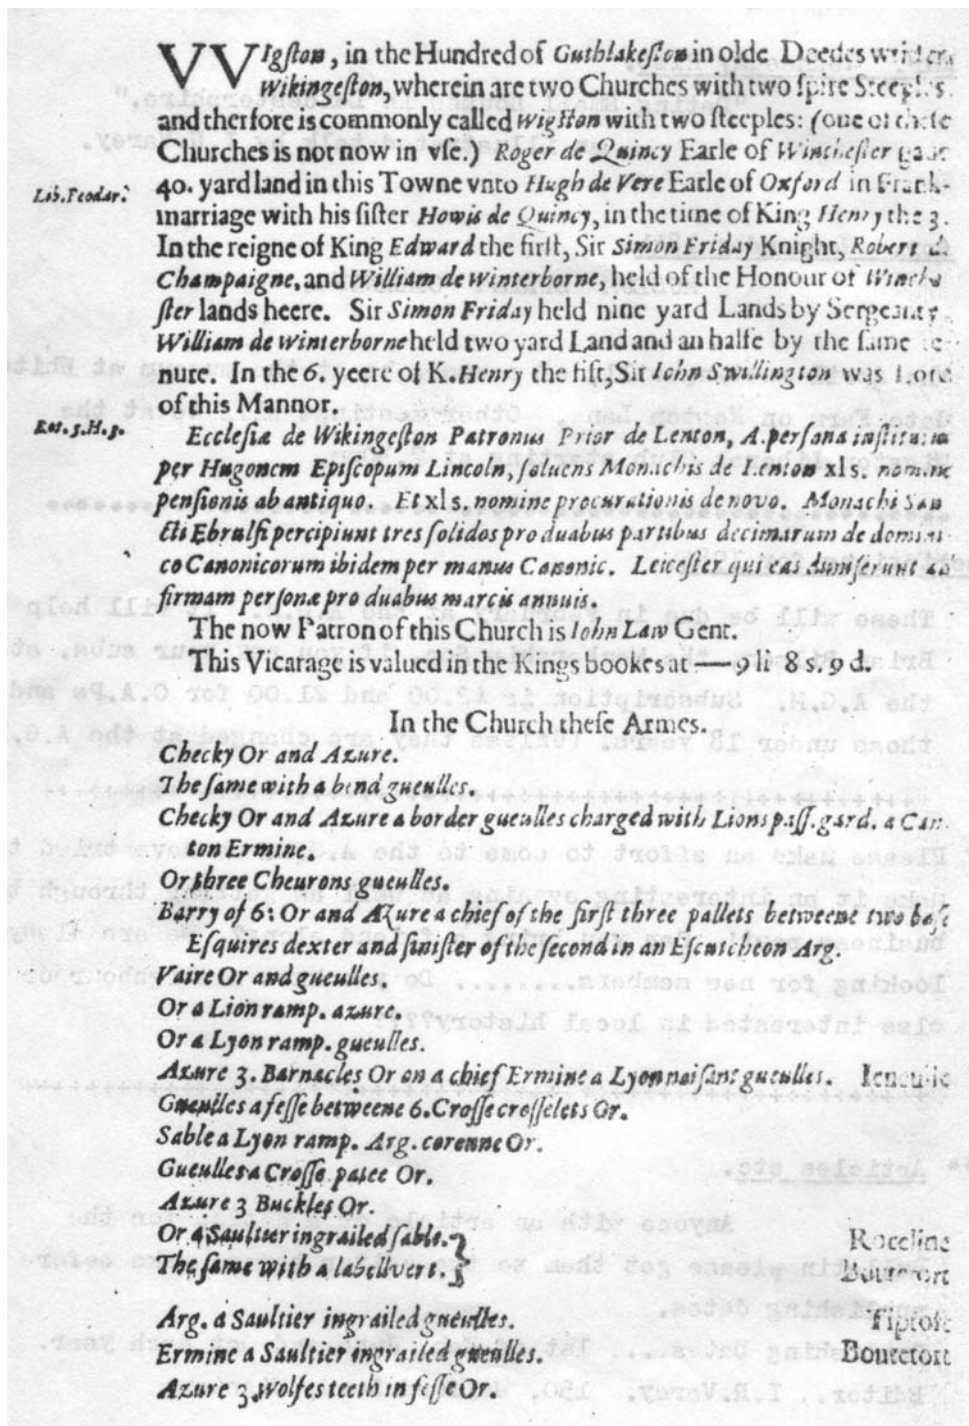 VVIgſton, in the Hundred of Guthlakeſton in olde Deedes
Wikingeſton, wherein are two Churches with two ſpire Steeples.
and therfore is commonly called Wigſton with two ſteeples: (one of theſe
Churches is not now in vſe.) Roger de Quincy Earle of Wincheſter gaue
Lib. Feodar.
40. yard land in this Towne vnto Hugh de Vere Earle of Oxford in Frank-
marriage with his ſiſter Howis de Quincy, in the time of King Henry the 3.
In the reigne of King Edward the firſt, Sir Simon Friday Knight, Robert de
Champaigne, and William de Winterborne, held of the Honour of Winche
ſter lands heere. Sir Simon Friday held nine yard Lands by Sergeanty
William de Winterborne held two yard Land and an halfe by the ſame te-
nure. In the 6. yeere of K. Henry the fift, Sir Iohn Swillington was Lord
of this Mannor.
Rot. 5. H. 3.
Eccleſiæ de Wikingeſton Patronus Prior de Lenton, A. perſona
per Hugonem Epiſcopum Lincoln, ſoluens Monachis de Lenton xl s. nomine
penſionis ab antiquo. Et xl s. nomine procurationis de novo. Monachi San
cti Ebrulfi percipiunt tres ſolidos pro duabus partibus decimarum de domini
co Canonicorum ibidem per manus Canonic. Leiceſter qui eas dimiſerunt ad
firmam perſonæ pro duabus marcis annuis.
The now Patron of this Church is Iohn Law Gent.
This Vicarage is valued in the Kings bookes at — 9 li 8 s. 9 d.
In the Church theſe Armes.
Checky Or and Azure.
The ſame with a bend gueulles.
Checky Or and Azure a border gueulles charged with Lions paſſ. gard. a Can-
ton Ermine.
Or three Cheurons gueulles.
Barry of 6: Or and Azure a chief of the firſt three pallets betweene two baſe
Eſquires dexter and ſiniſter of the ſecond in an Eſcutcheon Arg.
Vaire Or and gueulles.
Or a Lion ramp. azure.
Or a Lyon ramp. gueulles.
Azure 3. Barnacles Or on a chief Ermine a Lyon naiſant gueulles.
Gueulles a feſſe betweene 6. Croſſe croſſelets Or.
Sable a Lyon ramp. Arg. coronne Or.
Gueulles a Croſſe patee Or.
Azure 3 Buckles Or.
Or a Saultier ingrailed ſable. Roceline
The ſame with a labell vert. Boutetort
Arg. a Saultier ingrailed gueulles. Tiptoft
Ermine a Saultier ingrailed gueulles. Boutetort
Azure 3, Wolfes teeth in feſſe Or.